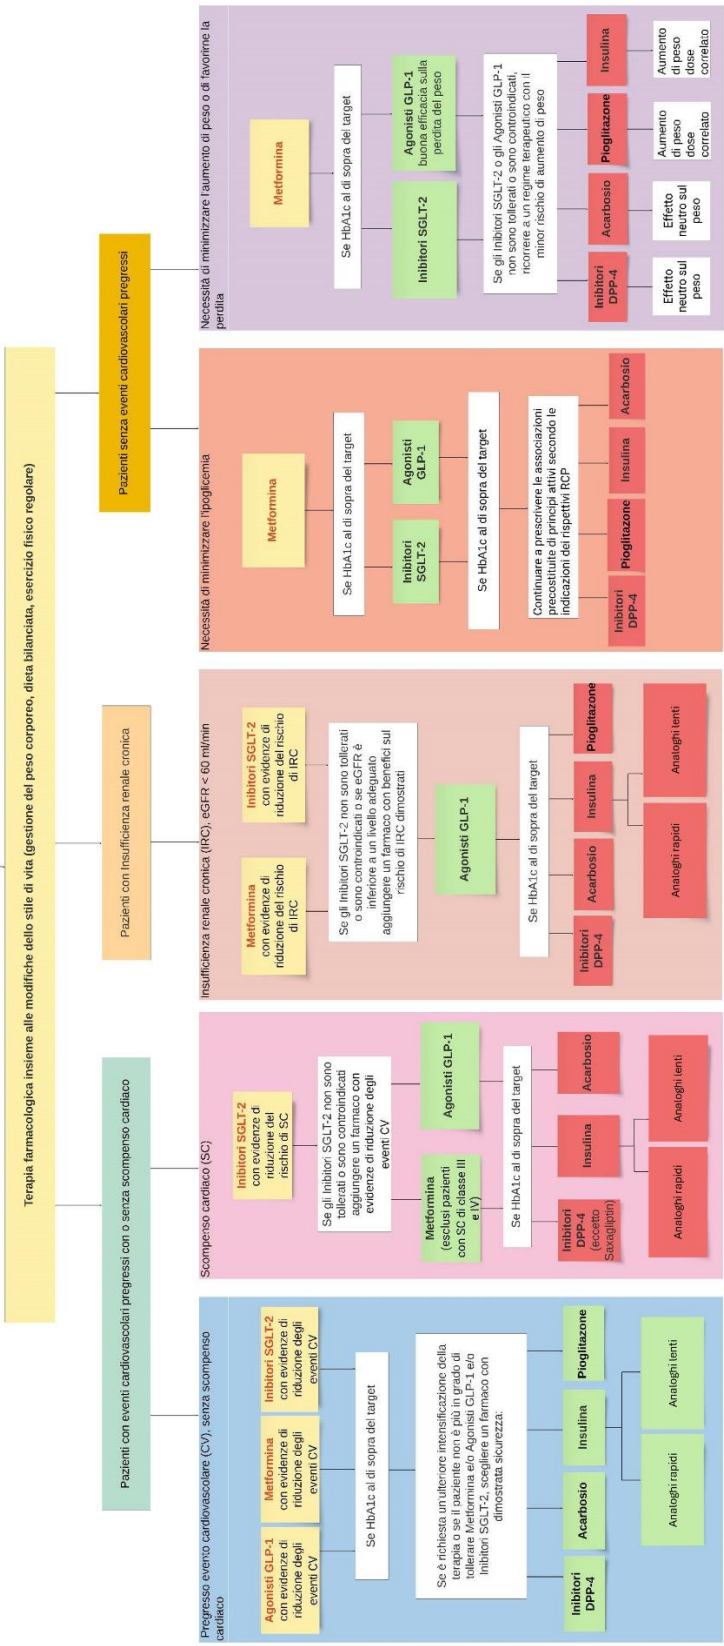 Terapia farmacologica insieme alle modifiche dello stile di vita (gestione del peso corporeo, dieta bilanciata, esercizio fisico regolare)
Pazienti con eventi cardiovascolari pregressi con o senza scompenso cardiaco
Pazienti con Insufficienza renale cronica
Pazienti senza eventi cardiovascolari pregressi
Pregresso evento cardiovascolare (CV), senza scompenso
cardiaco
Agonisti GLP-1
con evidenze di
riduzione degli
eventi CV
Metformina
con evidenze di
riduzione degli
eventi CV
Inibitori SGLT-2
con evidenze di
riduzione degli
eventi CV
Se HbA1c al di sopra del target
Se è richiesta un'ulteriore intensificazione della
terapia o se il paziente non è più in grado di
tollerare Metformina e/o Agonisti GLP-1 e/o
Inibitori SGLT-2, scegliere un farmaco con
dimostrata sicurezza:
Inibitori
DPP-4
Acarbosio
Insulina
Pioglitazone
Analoghi rapidi
Analoghi lenti
Scompenso cardiaco (SC)
Inibitori SGLT-2
con evidenze di
riduzione del
rischio di SC
Se gli Inibitori SGLT-2 non sono
tollerati o sono controindicati
aggiungere un farmaco con
evidenze di riduzione degli
eventi CV
Metformina
(esclusi pazienti
con SC di classe III
e IV)
Agonisti GLP-1
Se HbA1c al di sopra del target
Inibitori
DPP-4
(eccetto
Saxagliptin)
Insulina
Acarbosio
Analoghi rapidi
Analoghi lenti
Insufficienza renale cronica (IRC), eGFR < 60 ml/min
Metformina
con evidenze di
riduzione del rischio
di IRC
Inibitori SGLT-2
con evidenze di
riduzione del rischio
di IRC
Se gli Inibitori SGLT-2 non sono tollerati
o sono controindicati o se eGFR è
inferiore a un livello adeguato
aggiungere un farmaco con benefici sul
rischio di IRC dimostrati
Agonisti GLP-1
Se HbA1c al di sopra del target
Inibitori
DPP-4
Acarbosio
Insulina
Pioglitazone
Analoghi rapidi
Analoghi lenti
Necessità di minimizzare l'ipoglicemia
Metformina
Se HbA1c al di sopra del target
Inibitori
SGLT-2
Agonisti
GLP-1
Se HbA1c al di sopra del target
Continuare a prescrivere le associazioni
precostituite di principi attivi secondo le
indicazioni dei rispettivi RCP
Inibitori
DPP-4
Pioglitazone
Insulina
Acarbosio
Necessità di minimizzare l'aumento di peso o di favorirne la
perdita
Metformina
Se HbA1c al di sopra del target
Inibitori SGLT-2
Agonisti GLP-1
buona efficacia sulla
perdita del peso
Se gli Inibitori SGLT-2 o gli Agonisti GLP-1
non sono tollerati o sono controindicati,
ricorrere a un regime terapeutico con il
minor rischio di aumento di peso
Inibitori
DPP-4
Acarbosio
Pioglitazone
Insulina
Effetto
neutro sul
peso
Effetto
neutro sul
peso
Aumento
di peso
dose
correlato
Aumento
di peso
dose
correlato